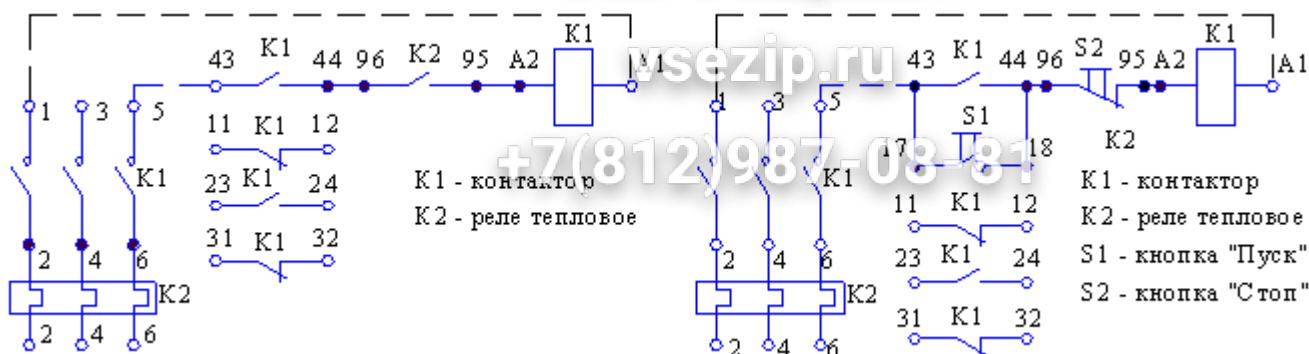 K1
43 K1 44 96 K2 95 A2 A1
1 3 5
11 K1 12
K1
23 K1 24
31 K1 32
2 4 6
K2
2 4 6
K1 - контактор
K2 - реле тепловое
vsezip.ru
+7(812)987-08-81
K1
43 K1 44 96 S2 95 A2 A1
1 3 5
S1
17 18
K2
K1
11 K1 12
23 K1 24
31 K1 32
2 4 6
K2
2 4 6
K1 - контактор
K2 - реле тепловое
S1 - кнопка "Пуск"
S2 - кнопка "Стоп"